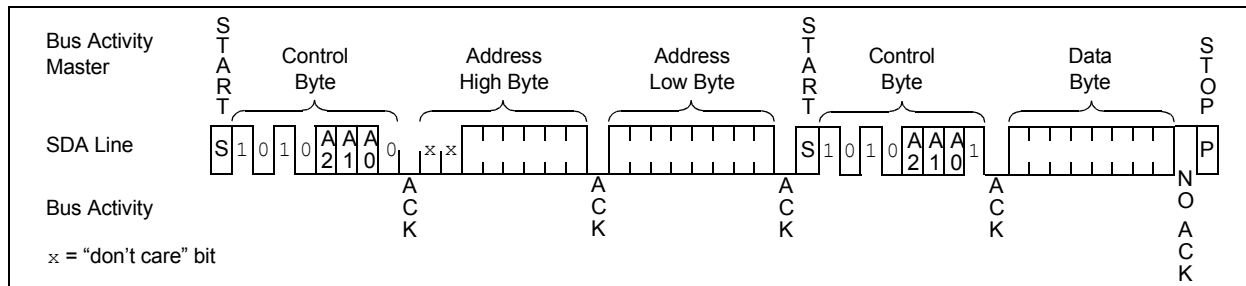 Bus Activity
Master
START
Control
Byte
Address
High Byte
Address
Low Byte
START
Control
Byte
Data
Byte
STOP
SDA Line
S 1 0 1 0 A2 A1 A0 0 x x S 1 0 1 0 A2 A1 A0 1 P
Bus Activity
ACK
ACK
ACK
ACK
NO ACK
x = “don’t care” bit